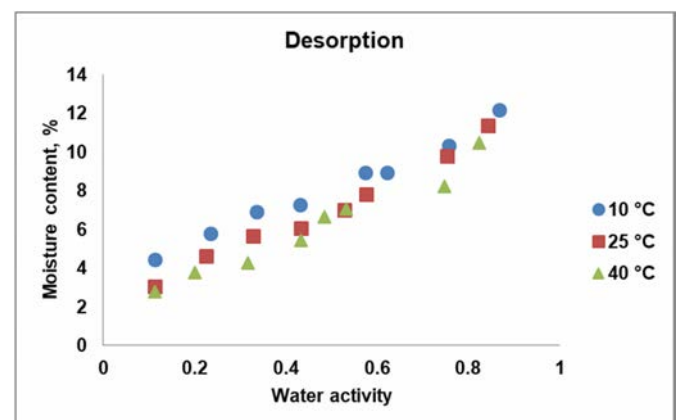 Desorption
Moisture content, %
14
12
10
8
6
4
2
0
0 0.2 0.4 0.6 0.8 1
Water activity
10 °C
25 °C
40 °C